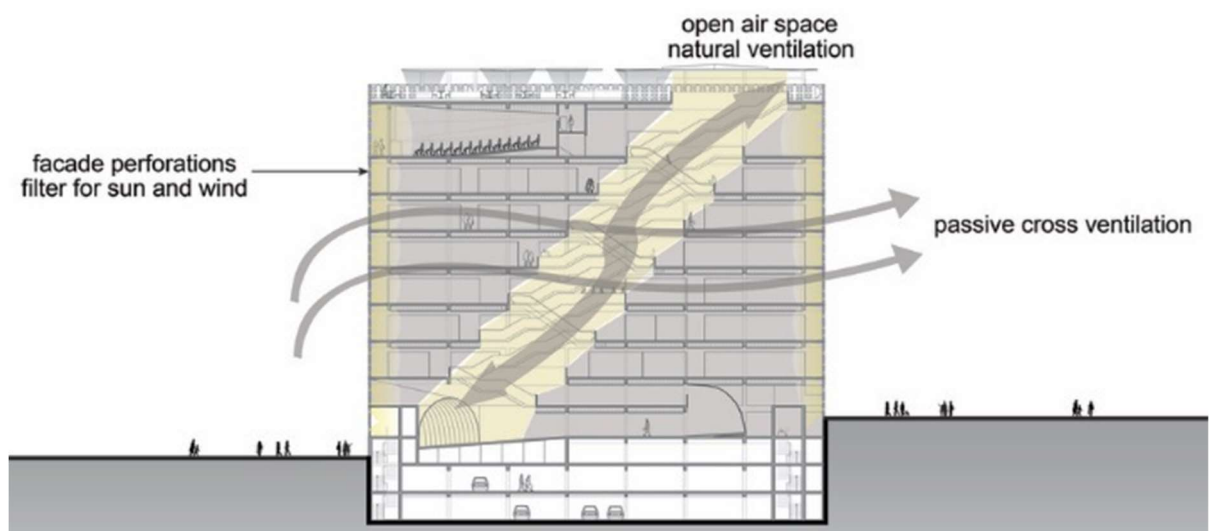 open air space
natural ventilation
facade perforations
filter for sun and wind
passive cross ventilation